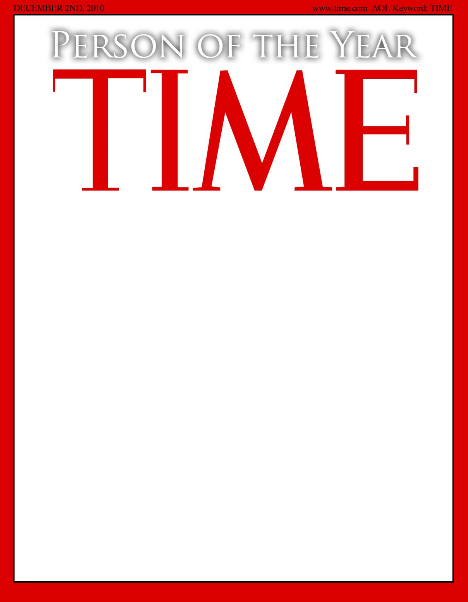 DECEMBER 2ND, 2010 www.time.com AOL Keyword: TIME
PERSON OF THE YEAR
TIME